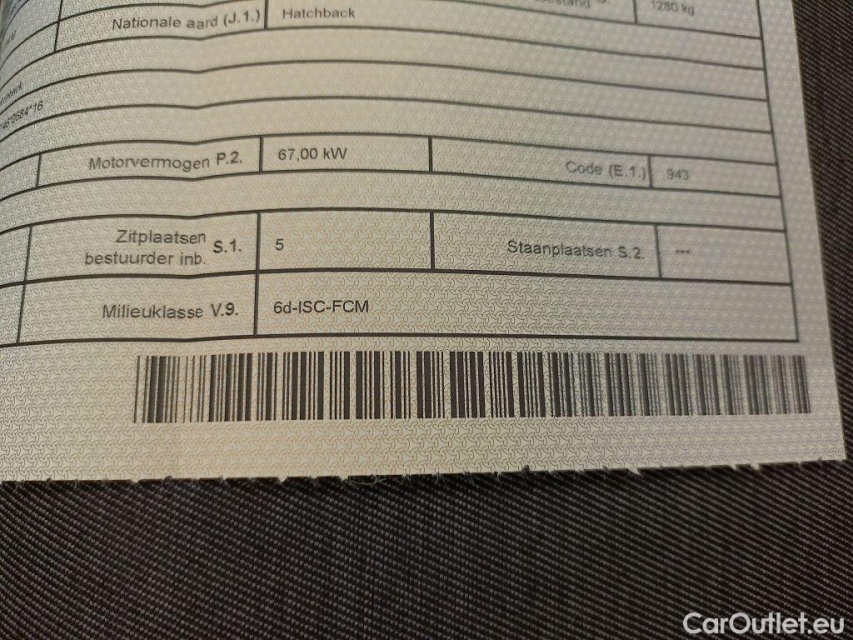 Nationale aard (J.1.) Hatchback 1280 kg
Motorvermogen P.2. 67,00 kW Code (E.1.) 943
Zitplaatsen
bestuurder inb. S.1. 5 Staanplaatsen S.2. ---
Milieuklasse V.9. 6d-ISC-FCM
CarOutlet.eu